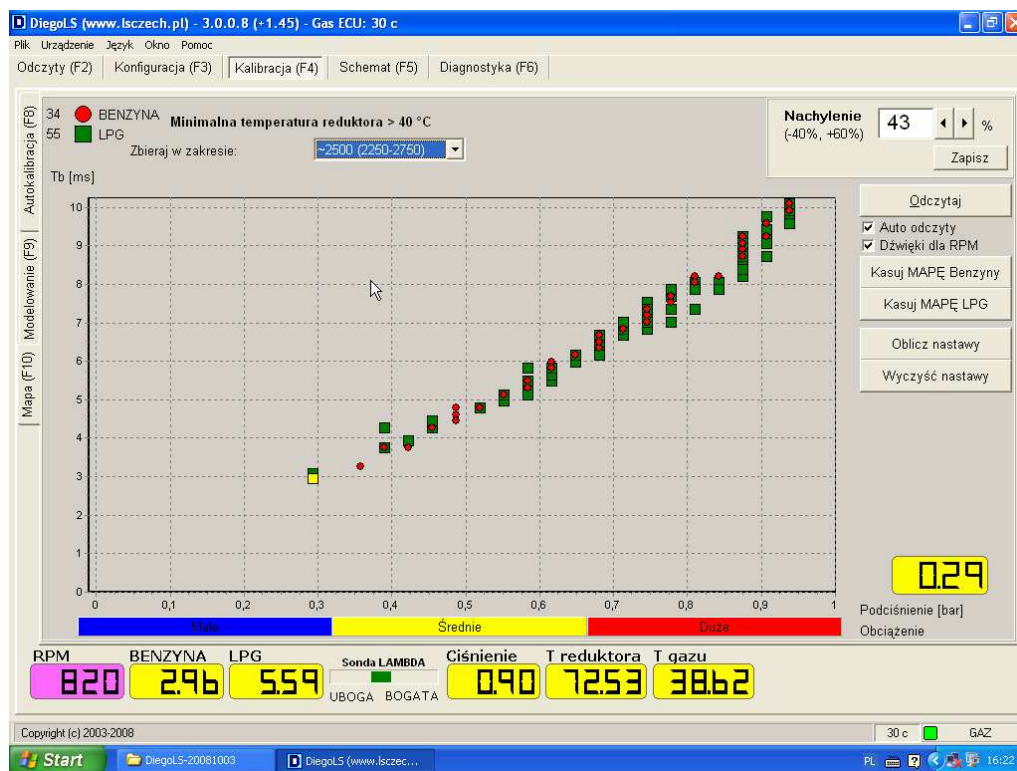 DiegoLS (www.lsczech.pl) - 3.0.0.8 (+1.45) - Gas ECU: 30 c
Plik Urządzenie Język Okno Pomoc
Odczyty (F2) Konfiguracja (F3) Kalibracja (F4) Schemat (F5) Diagnostyka (F6)
Autokalibracja (F8)
Modelowanie (F9)
Mapa (F10)
34 BENZYNA
55 LPG
Minimalna temperatura reduktora > 40 °C
Zbieraj w zakresie: ~2500 (2250-2750)
Nachylenie
(-40%, +60%)
43 %
Zapisz
Tb [ms]
10
9
8
7
6
5
4
3
2
1
0
0 0,1 0,2 0,3 0,4 0,5 0,6 0,7 0,8 0,9 1
Małe Średnie Duże
Odczytaj
Auto odczyty
Dźwięki dla RPM
Kasuj MAPĘ Benzyny
Kasuj MAPĘ LPG
Oblicz nastawy
Wyczyść nastawy
0.29
Podciśnienie [bar]
Obciążenie
RPM BENZYNA LPG Sonda LAMBDA Ciśnienie T reduktora T gazu
820 2.96 5.59 0.90 72.53 38.62
UBOGA BOGATA
Copyright (c) 2003-2008 30 c GAZ
Start DiegoLS-20081003 DiegoLS (www.lsczec... PL 16:22